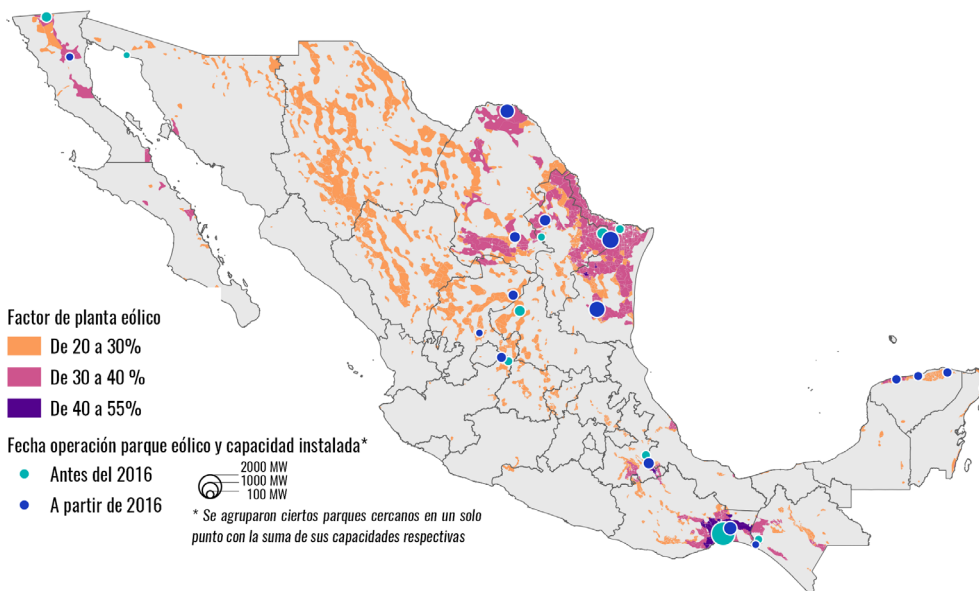 Factor de planta eólico
De 20 a 30%
De 30 a 40 %
De 40 a 55%
Fecha operación parque eólico y capacidad instalada*
Antes del 2016
A partir de 2016
2000 MW
1000 MW
100 MW
* Se agruparon ciertos parques cercanos en un solo
punto con la suma de sus capacidades respectivas